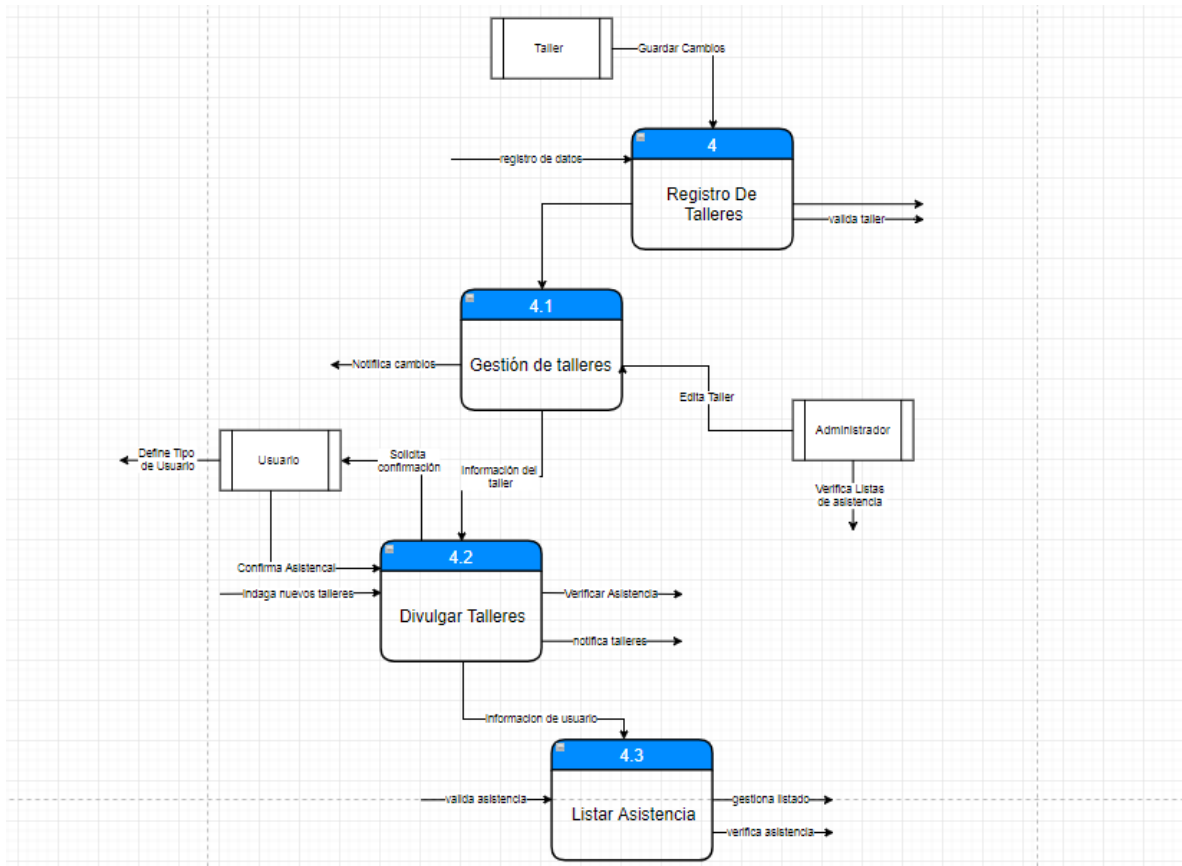 Taller
Guardar Cambios
4
registro de datos
Registro De
Talleres
valida taller
4.1
Notifica cambios
Gestión de talleres
Edita Taller
Administrador
Define Tipo
de Usuario
Usuario
Solicita
confirmación
Información del
taller
Verifica Listas
de asistencia
4.2
Confirma Asistencai
Indaga nuevos talleres
Verificar Asistencia
Divulgar Talleres
notifica talleres
Informacion de usuario
4.3
valida asistencia
gestiona listado
Listar Asistencia
verifica asistencia